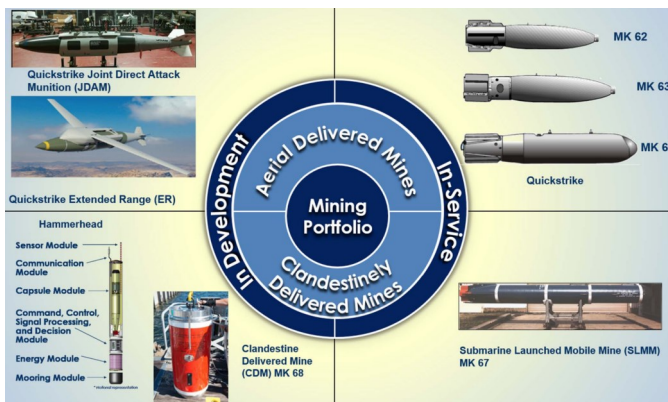 Quickstrike Joint Direct Attack
Munition (JDAM)
Quickstrike Extended Range (ER)
MK 62
MK 63
MK 6
Quickstrike
In Development
In-Service
Aerial Delivered Mines
Mining
Portfolio
Clandestinely
Delivered Mines
Hammerhead
Sensor Module
Communication
Module
Capsule Module
Command, Control,
Signal Processing,
and Decision
Module
Energy Module
Mooring Module
Clandestine
Delivered Mine
(CDM) MK 68
Submarine Launched Mobile Mine (SLMM)
MK 67